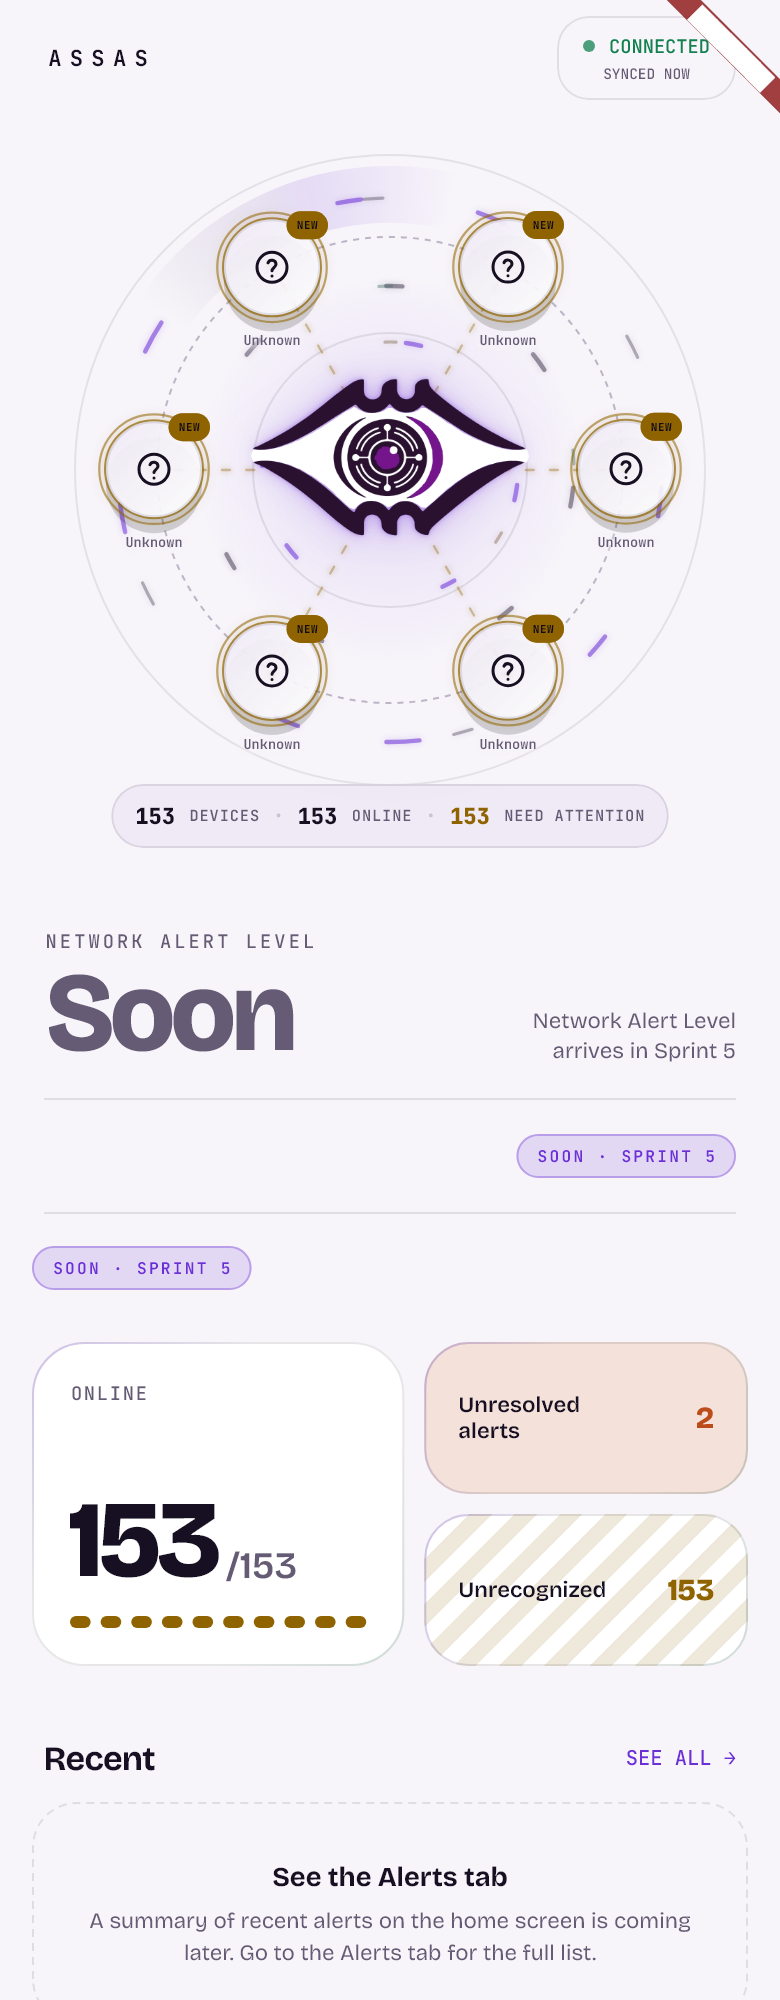 ASSAS
CONNECTED
SYNCED NOW
NEW
NEW
Unknown
Unknown
NEW
NEW
Unknown
Unknown
NEW
NEW
Unknown
Unknown
153 DEVICES · 153 ONLINE · 153 NEED ATTENTION
NETWORK ALERT LEVEL
Soon
Network Alert Level
arrives in Sprint 5
SOON · SPRINT 5
SOON · SPRINT 5
ONLINE
153 /153
Unresolved
alerts
2
Unrecognized 153
Recent
SEE ALL →
See the Alerts tab
A summary of recent alerts on the home screen is coming
later. Go to the Alerts tab for the full list.